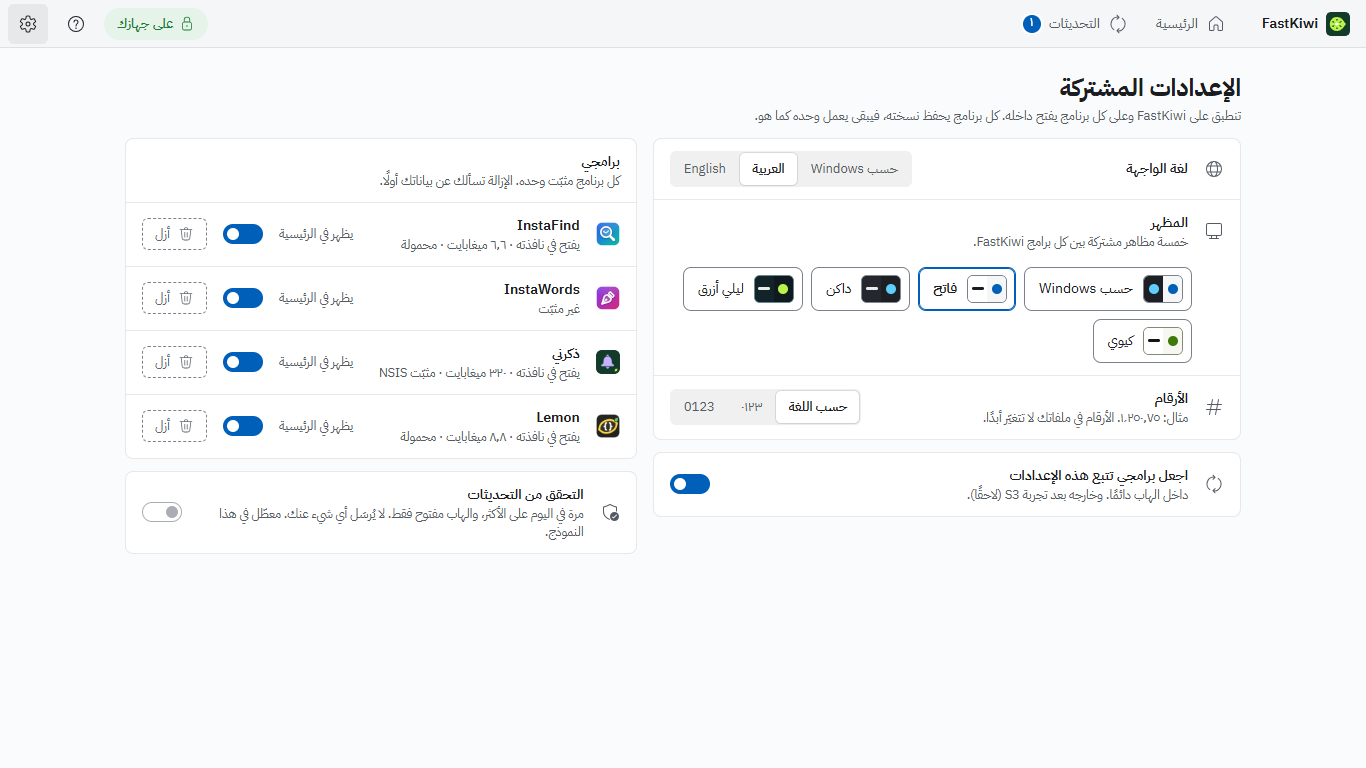 FastKiwi
الرئيسية
التحديثات ١
على جهازك
الإعدادات المشتركة
تنطبق على FastKiwi وعلى كل برنامج يفتح داخله. كل برنامج يحفظ نسخته، فيبقى يعمل وحده كما هو.
لغة الواجهة
حسب Windows
العربية
English
المظهر
خمسة مظاهر مشتركة بين كل برامج FastKiwi.
حسب Windows
فاتح
داكن
ليلي أزرق
كيوي
الأرقام
مثال: ١٬٢٥٠٫٧٥. الأرقام في ملفاتك لا تتغيّر أبدًا.
حسب اللغة
٠١٢٣
0123
اجعل برامجي تتبع هذه الإعدادات
داخل الهاب دائمًا. وخارجه بعد تجربة S3 (لاحقًا).
برامجي
كل برنامج مثبّت وحده. الإزالة تسألك عن بياناتك أولًا.
InstaFind
يفتح في نافذته · ٦٫٦ ميغابايت · محمولة
يظهر في الرئيسية
أزل
InstaWords
غير مثبّت
يظهر في الرئيسية
أزل
ذكرني
يفتح في نافذته · ٣٢٠ ميغابايت · مثبّت NSIS
يظهر في الرئيسية
أزل
Lemon
يفتح في نافذته · ٨٫٨ ميغابايت · محمولة
يظهر في الرئيسية
أزل
التحقق من التحديثات
مرة في اليوم على الأكثر، والهاب مفتوح فقط. لا يُرسَل أي شيء عنك. معطّل في هذا
النموذج.